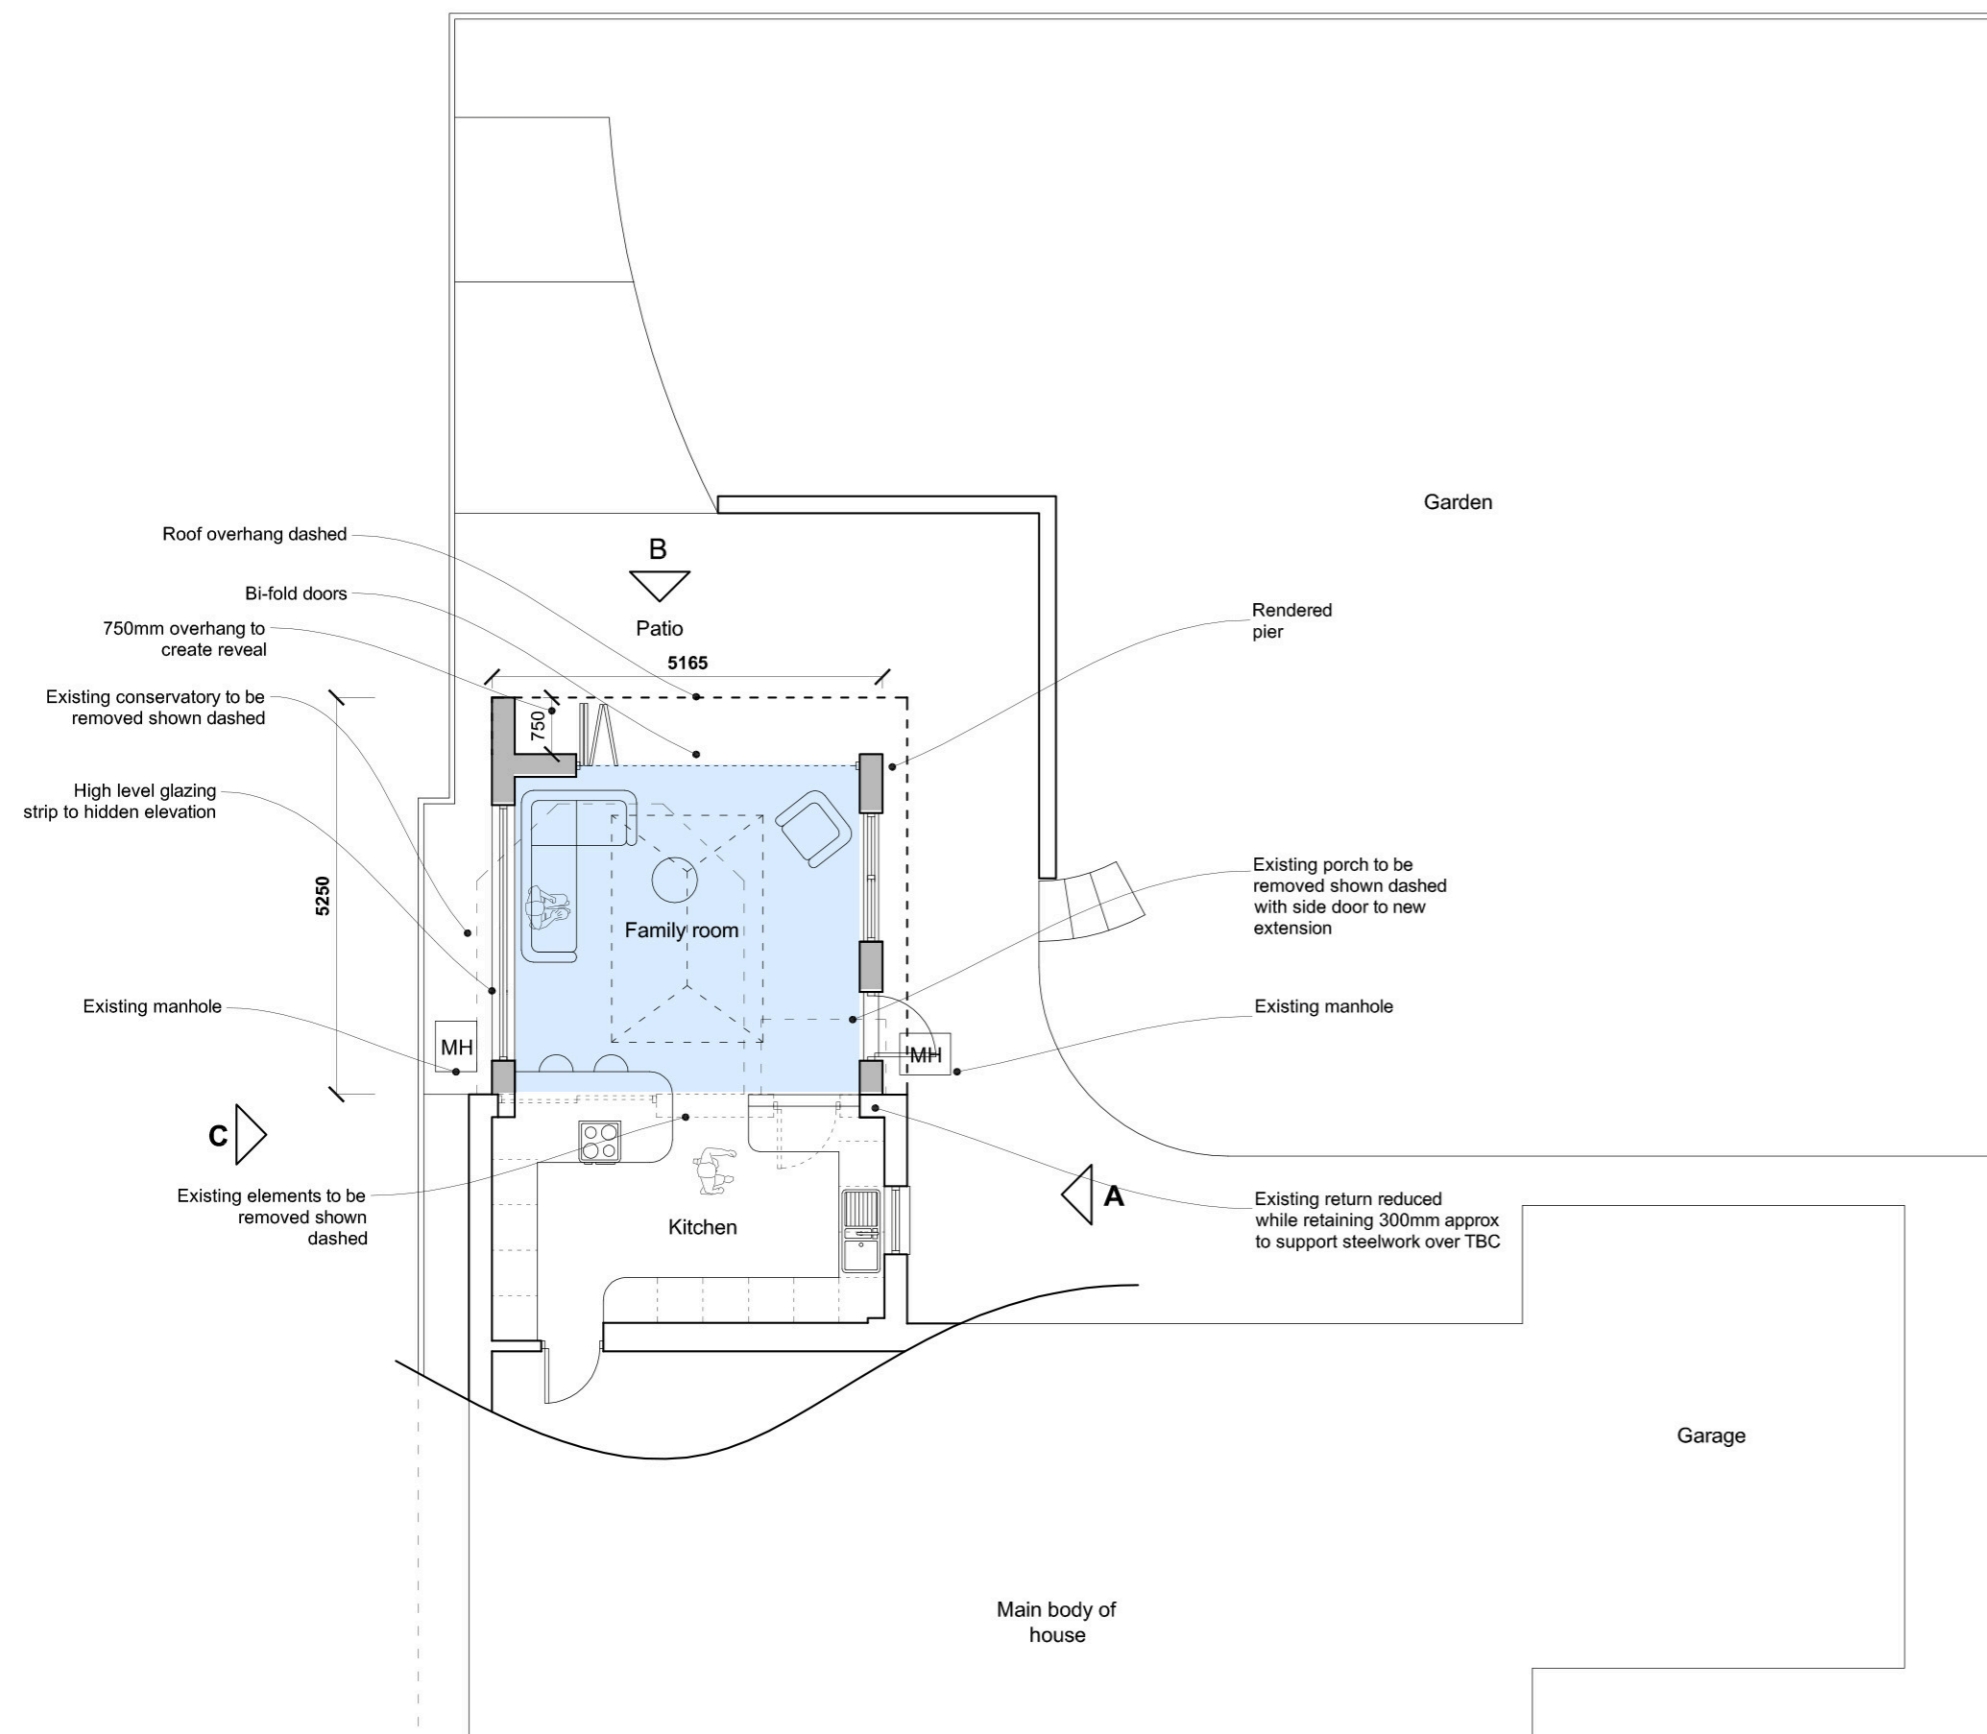 Garden
Roof overhang dashed
B
Bi-fold doors
Rendered
pier
750mm overhang to
create reveal
Patio
5165
Existing conservatory to be
removed shown dashed
750
High level glazing
strip to hidden elevation
5250
Family room
Existing porch to be
removed shown dashed
with side door to new
extension
Existing manhole
Existing manhole
MH
MH
C
A
Existing elements to be
removed shown
dashed
Kitchen
Existing return reduced
while retaining 300mm approx
to support steelwork over TBC
Garage
Main body of
house